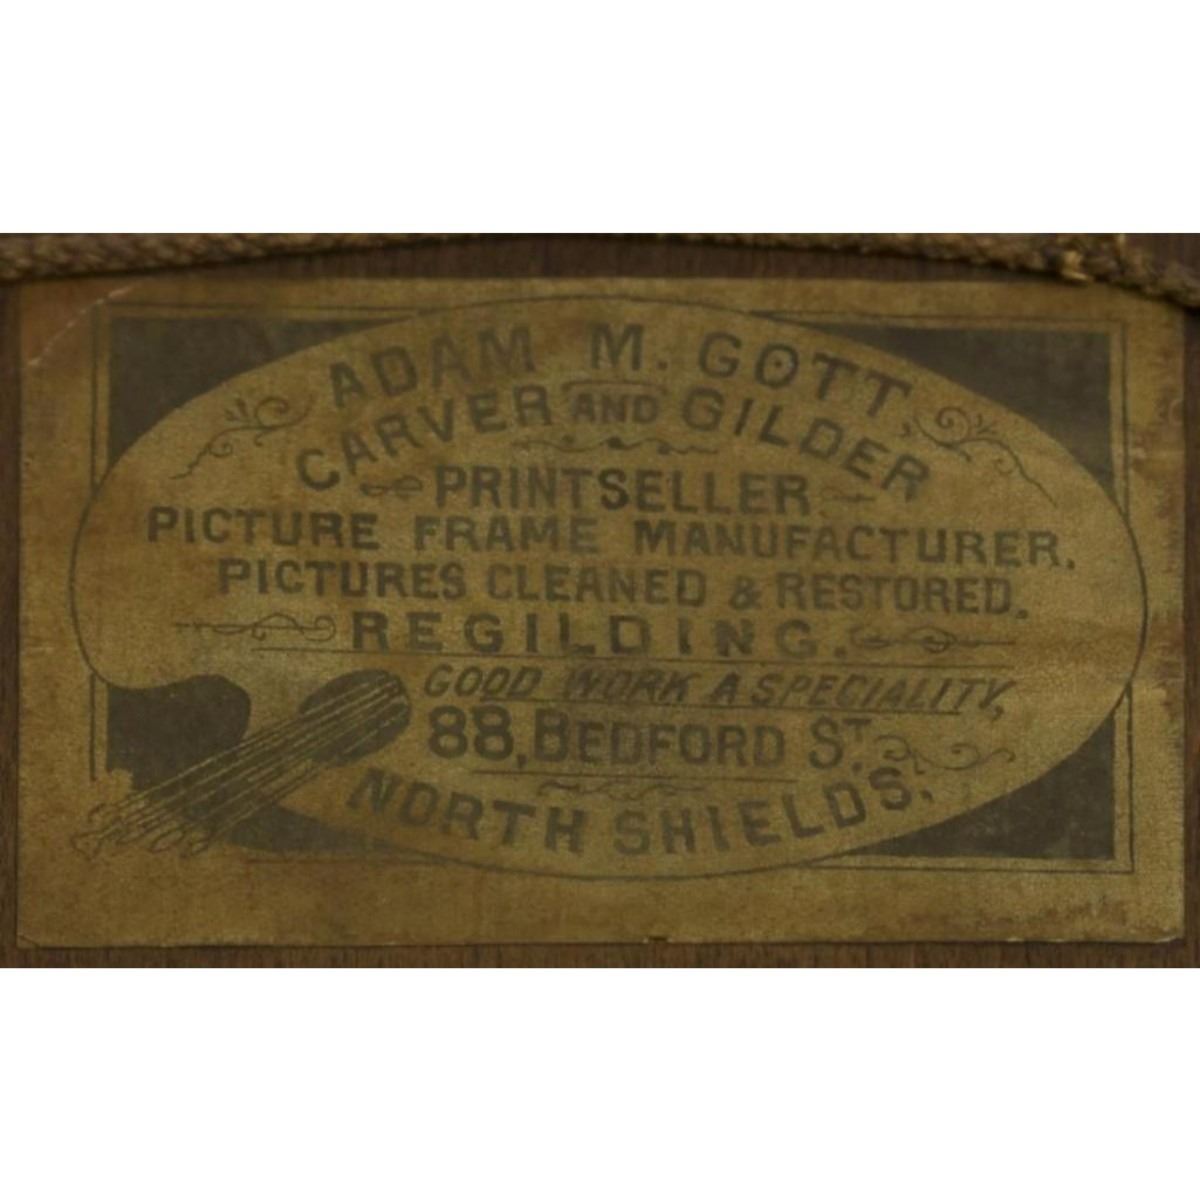 ADAM M. GOTT,
CARVER AND GILDER
PRINTSELLER
PICTURE FRAME MANUFACTURER.
PICTURES CLEANED & RESTORED.
REGILDING.
GOOD WORK A SPECIALITY,
88, BEDFORD ST.
NORTH SHIELDS.